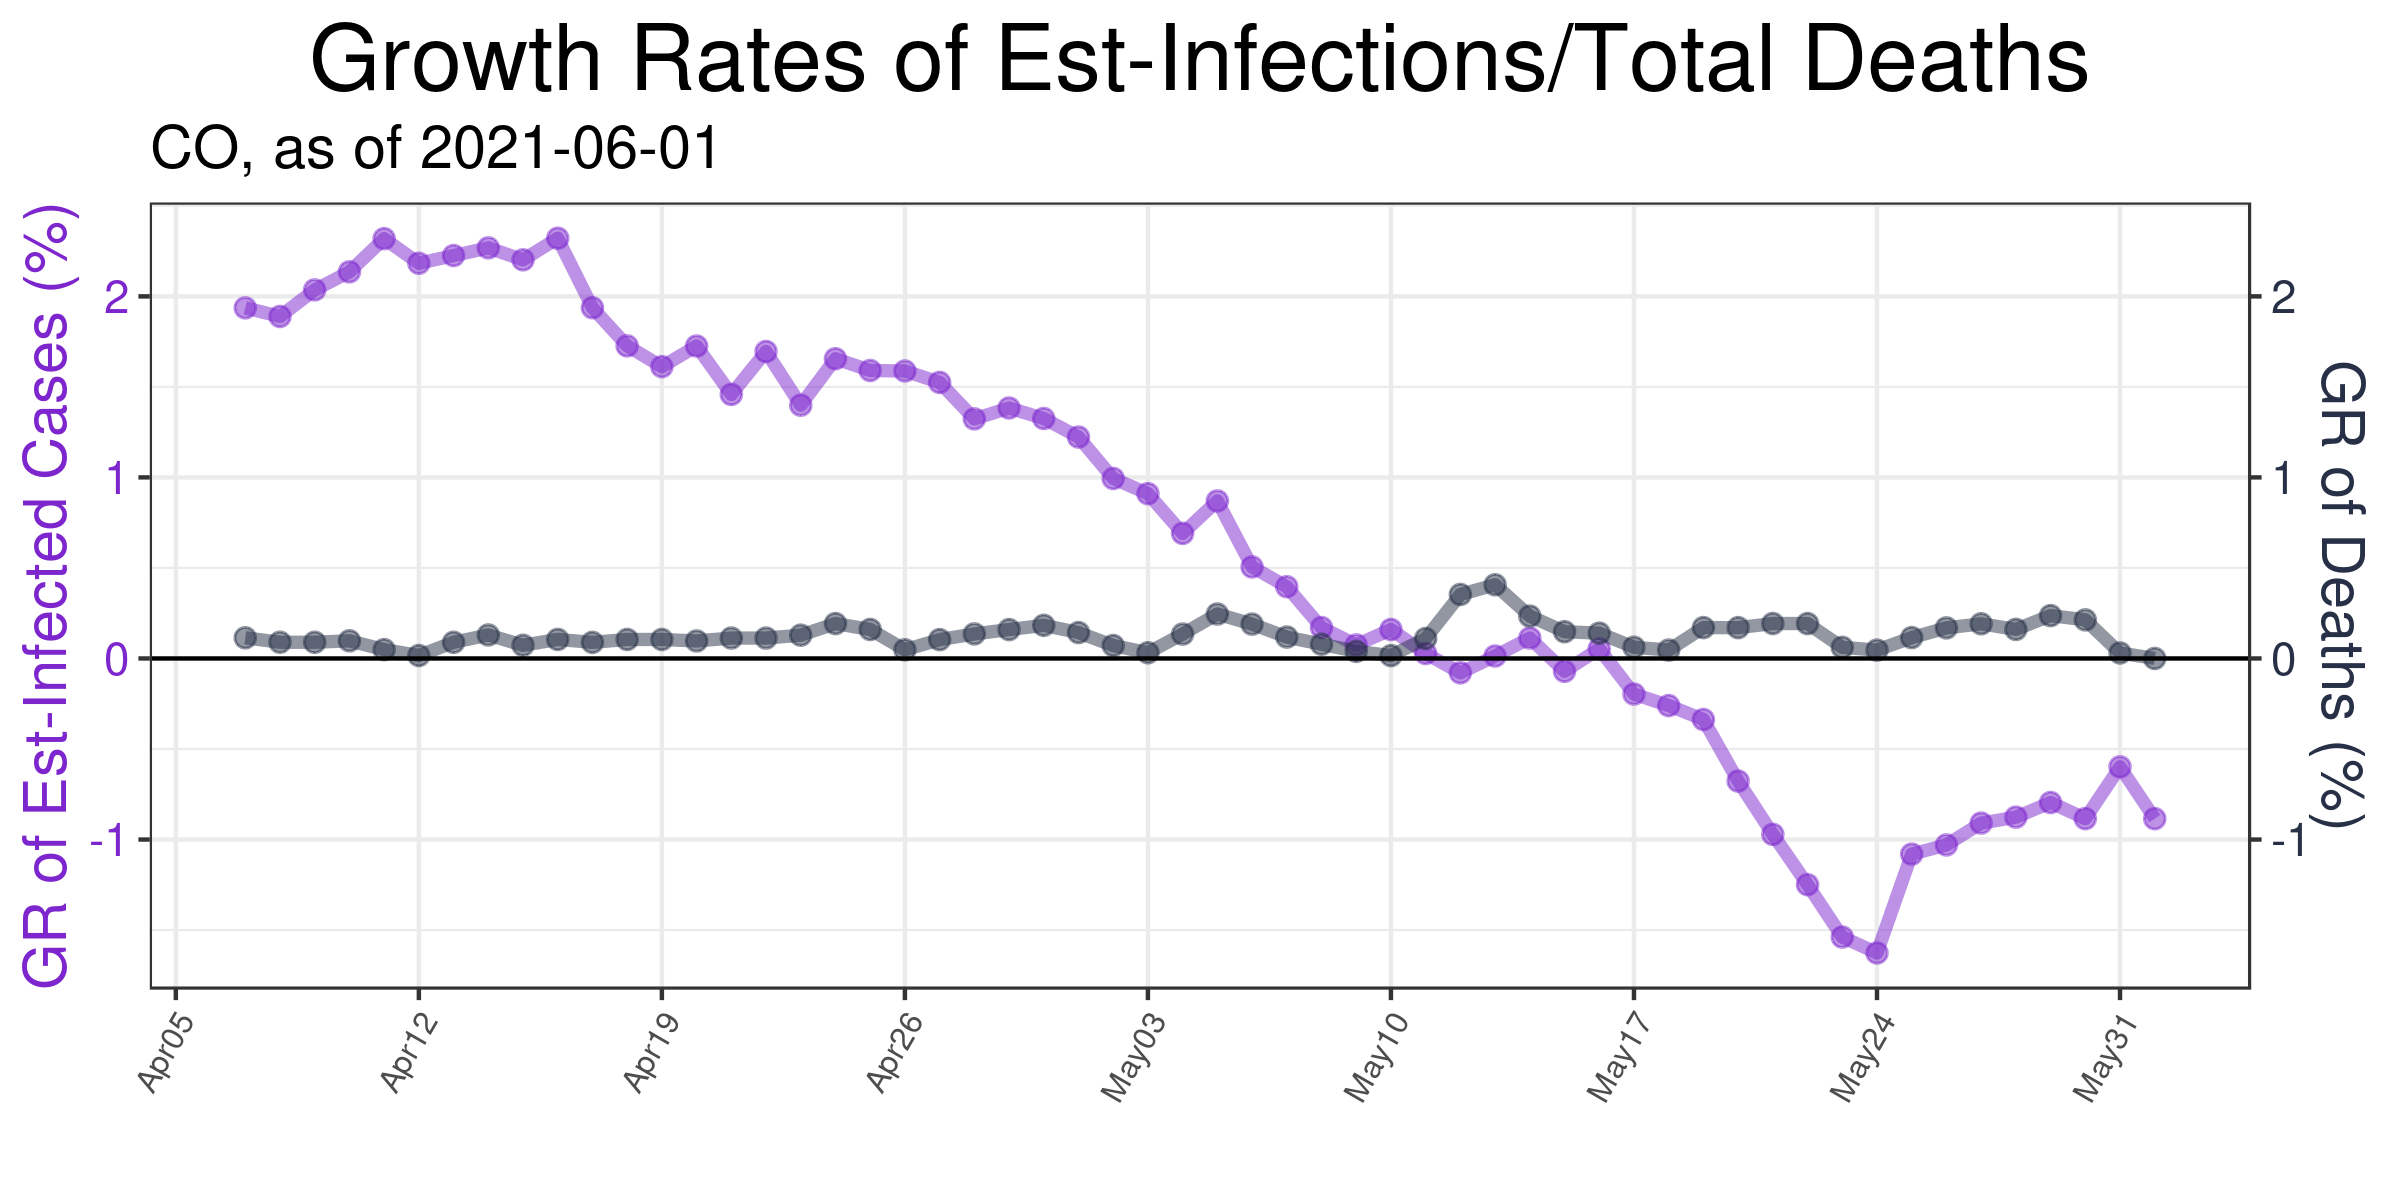 Growth Rates of Est-Infections/Total Deaths
CO, as of 2021-06-01
GR of Est-Infected Cases (%)
2
1
0
-1
2
1
0
-1
GR of Deaths (%)
Apr05
Apr12
Apr19
Apr26
May03
May10
May17
May24
May31